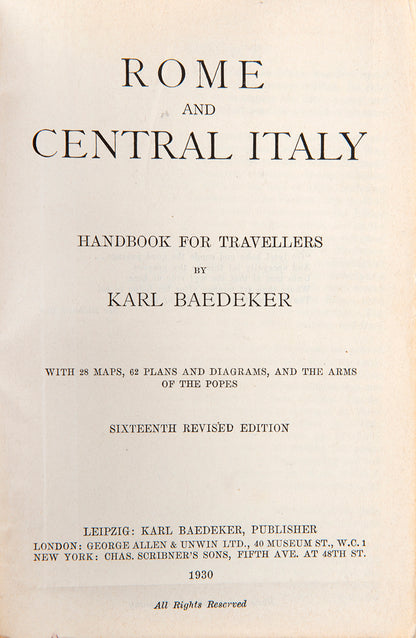 ROME
AND
CENTRAL ITALY
HANDBOOK FOR TRAVELLERS
BY
KARL BAEDEKER
WITH 28 MAPS, 62 PLANS AND DIAGRAMS, AND THE ARMS
OF THE POPES
SIXTEENTH REVISED EDITION
LEIPZIG: KARL BAEDEKER, PUBLISHER
LONDON: GEORGE ALLEN & UNWIN LTD., 40 MUSEUM ST., W.C. 1
NEW YORK: CHAS. SCRIBNER'S SONS, FIFTH AVE. AT 48TH ST.
1930
All Rights Reserved